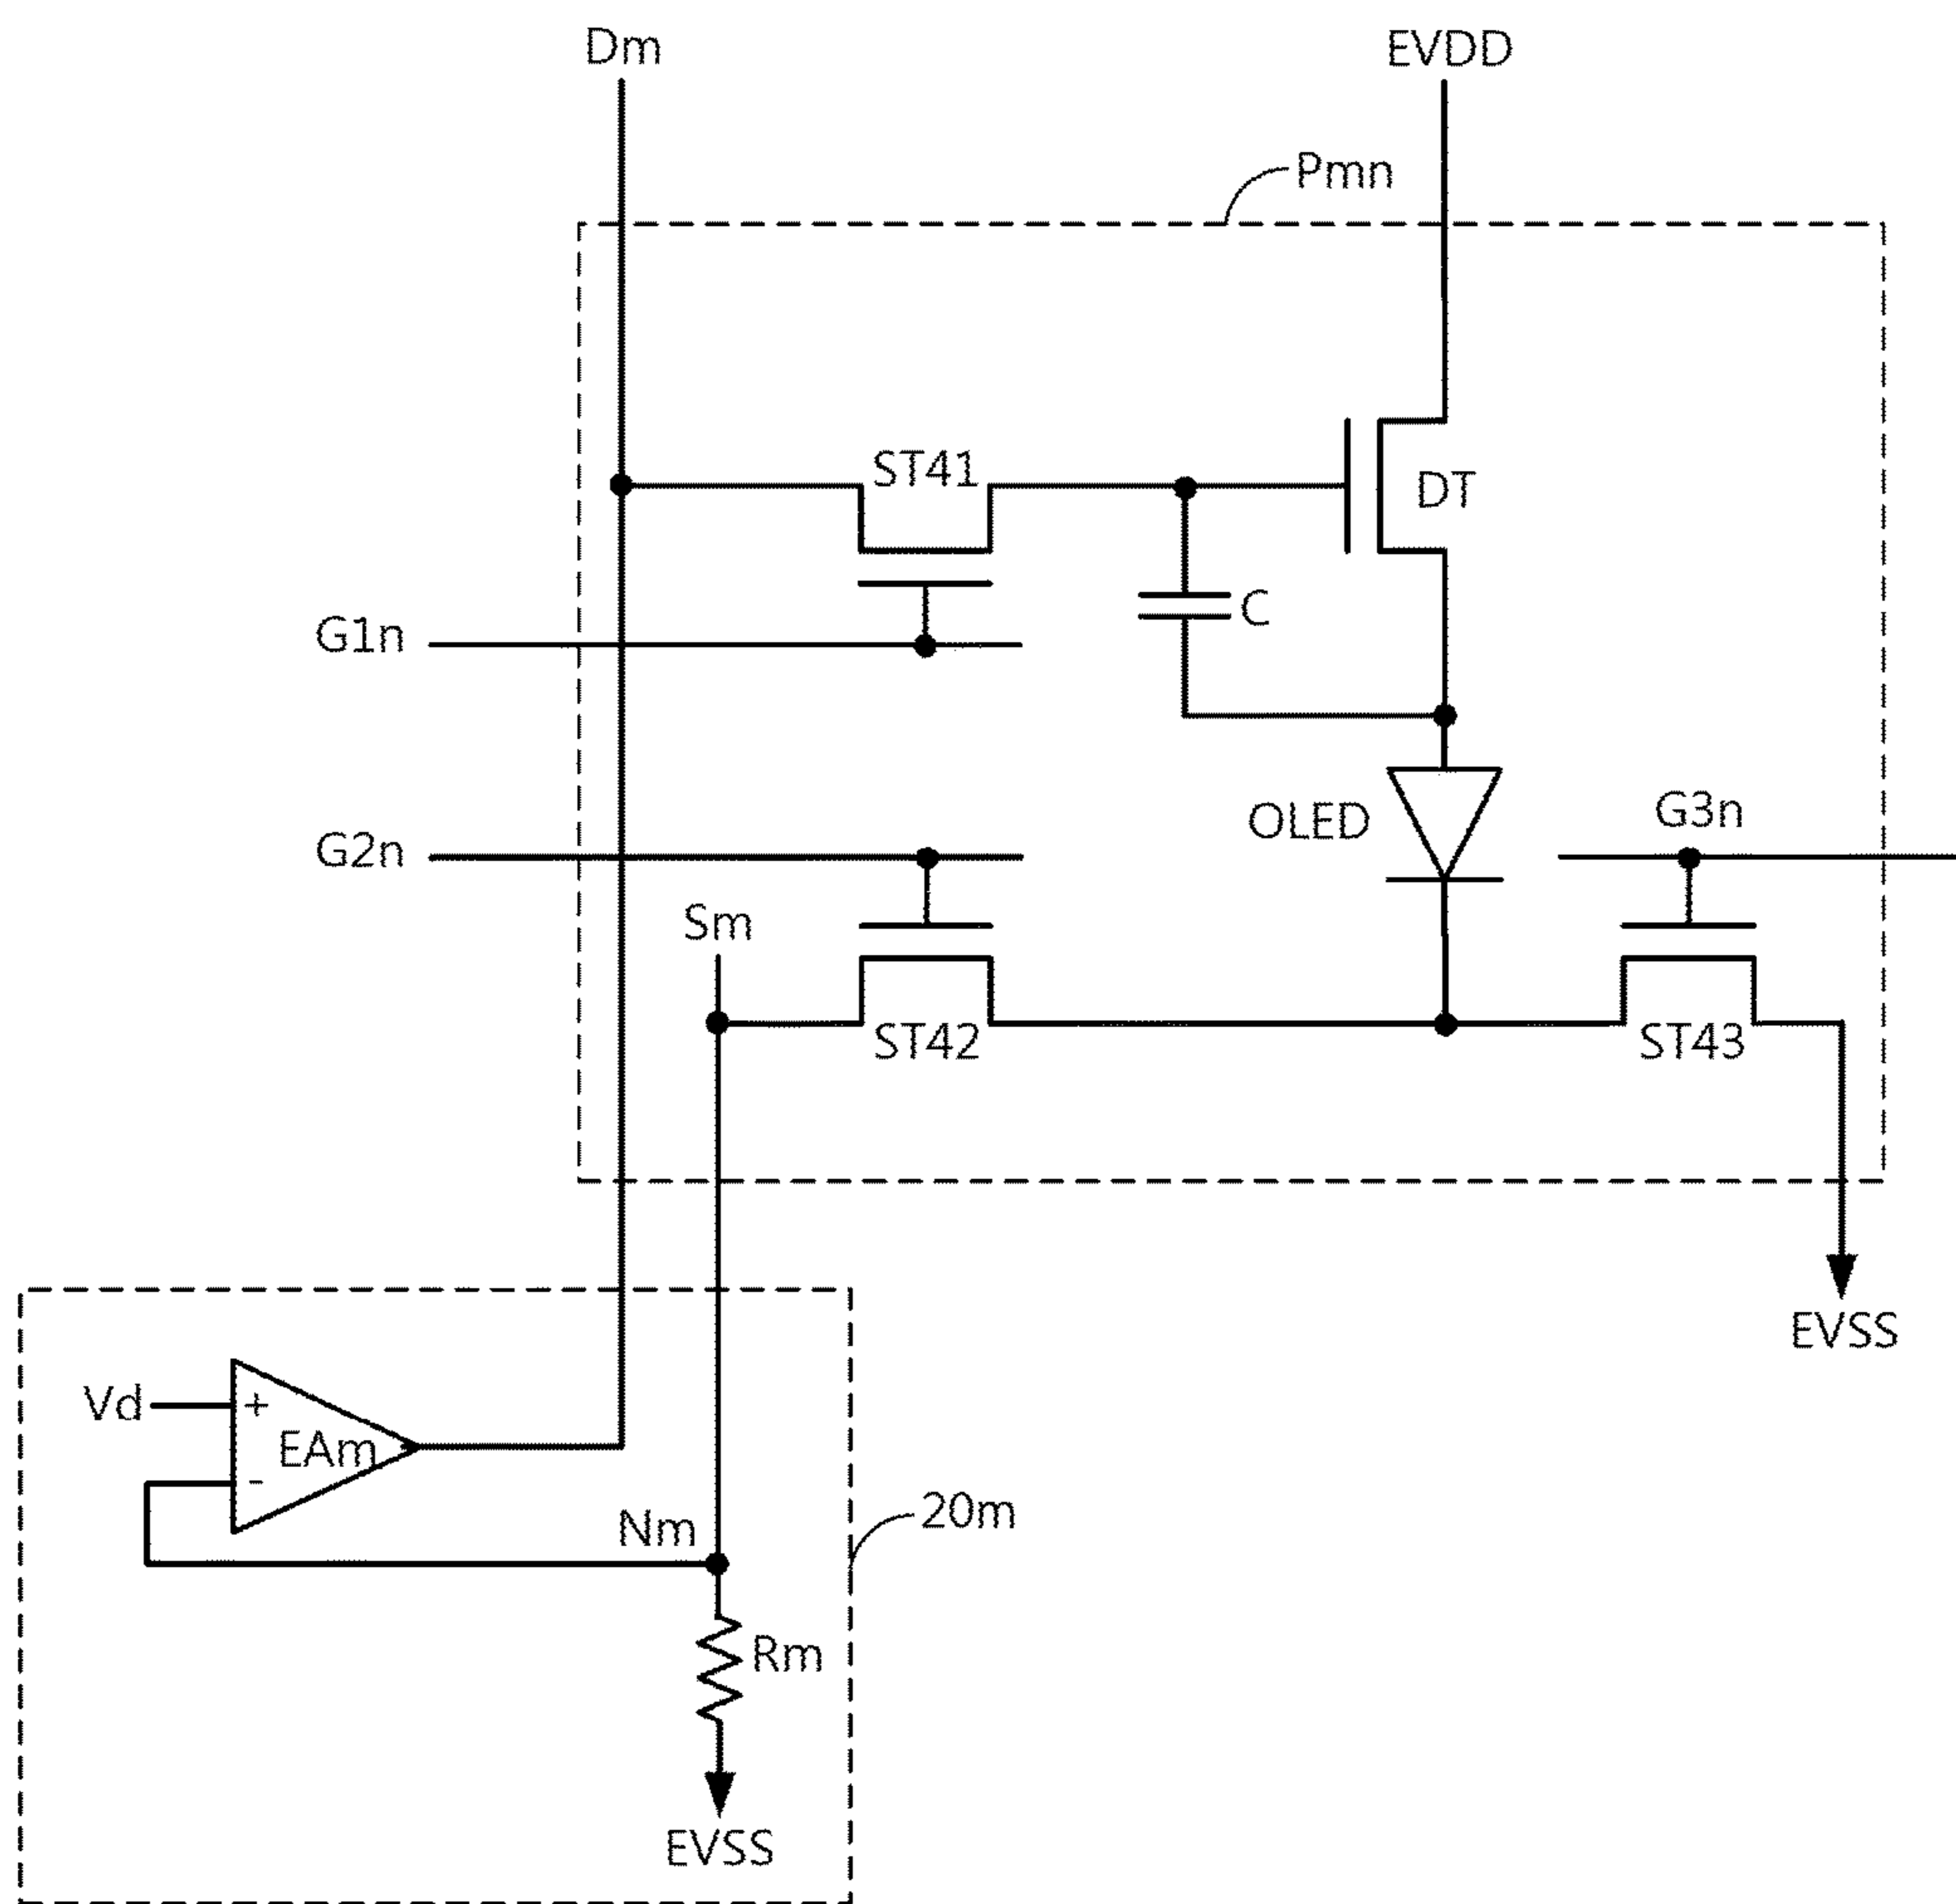 Dm
EVDD
Pmn
ST41
DT
C
G1n
OLED
G3n
G2n
Sm
ST42
ST43
EVSS
Vd
+
EAm
-
Nm
20m
Rm
EVSS